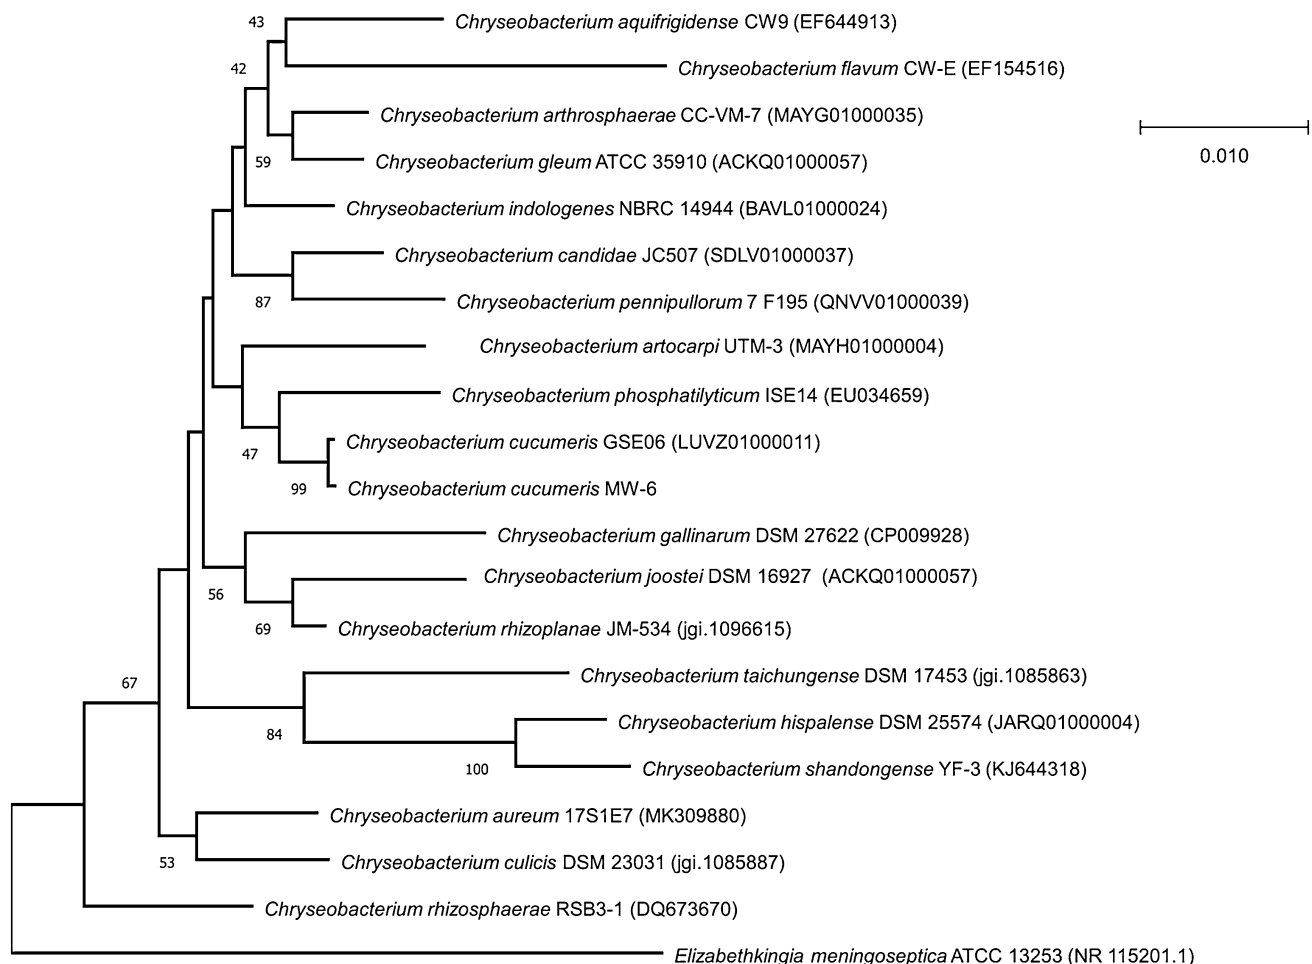 43
Chryseobacterium aquifrigidense CW9 (EF644913)
42
Chryseobacterium flavum CW-E (EF154516)
Chryseobacterium arthrosphaerae CC-VM-7 (MAYG01000035)
0.010
59
Chryseobacterium gleum ATCC 35910 (ACKQ01000057)
Chryseobacterium indologenes NBRC 14944 (BAVL01000024)
Chryseobacterium candidae JC507 (SDLV01000037)
87
Chryseobacterium pennipullorum 7 F195 (QNVV01000039)
Chryseobacterium artocarpi UTM-3 (MAYH01000004)
Chryseobacterium phosphatilyticum ISE14 (EU034659)
Chryseobacterium cucumeris GSE06 (LUVZ01000011)
47
99
Chryseobacterium cucumeris MW-6
Chryseobacterium gallinarum DSM 27622 (CP009928)
Chryseobacterium joostei DSM 16927 (ACKQ01000057)
56
69
Chryseobacterium rhizoplanae JM-534 (jgi.1096615)
Chryseobacterium taichungense DSM 17453 (jgi.1085863)
67
Chryseobacterium hispalense DSM 25574 (JARQ01000004)
84
100
Chryseobacterium shandongense YF-3 (KJ644318)
Chryseobacterium aureum 17S1E7 (MK309880)
53
Chryseobacterium culicis DSM 23031 (jgi.1085887)
Chryseobacterium rhizosphaerae RSB3-1 (DQ673670)
Elizabethkingia meningoseptica ATCC 13253 (NR 115201.1)